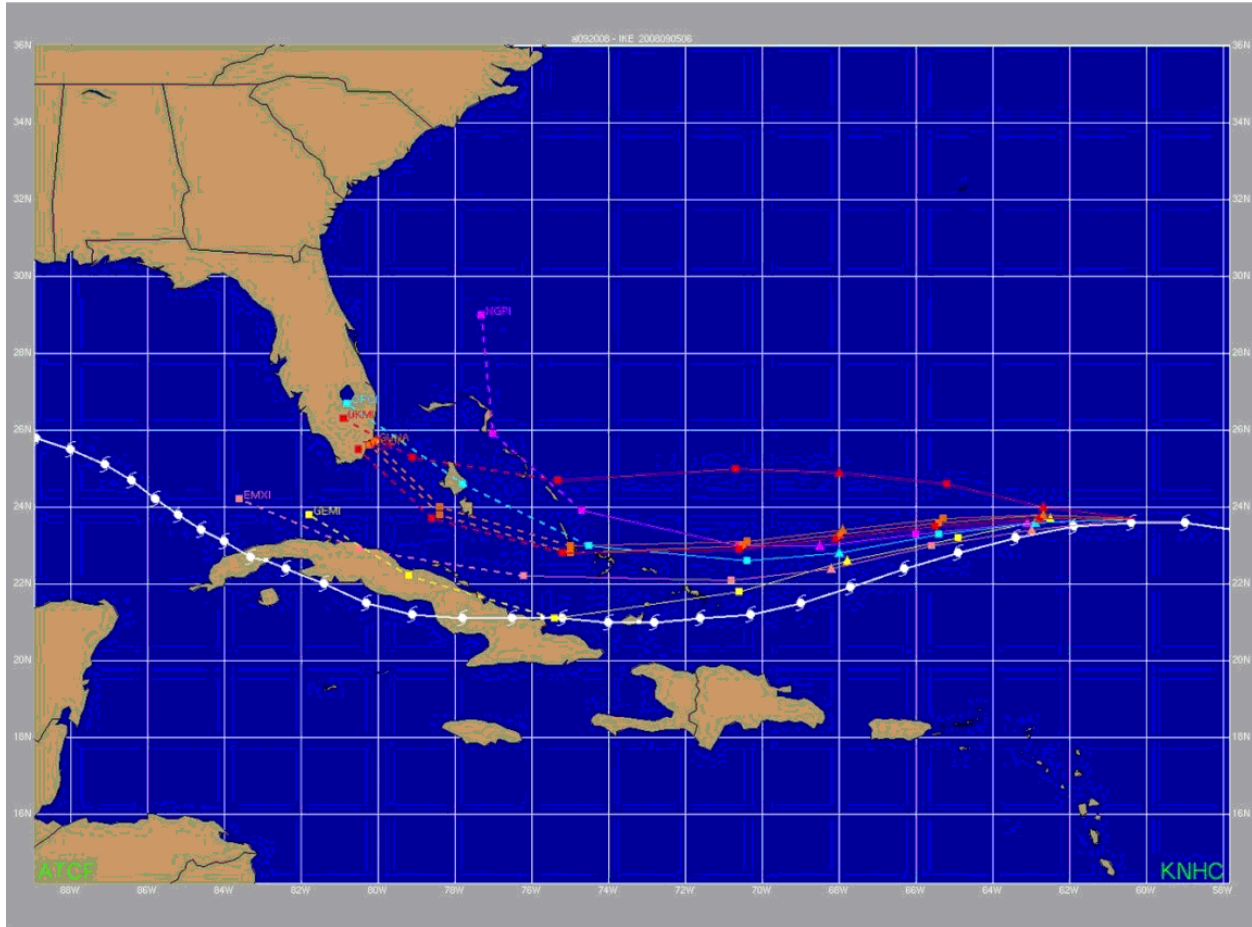 al092008 - IKE 2008090506
36N 36N
34N 34N
32N 32N
30N 30N
NGPI
28N 28N
UKMI
26N 26N
EMXI
GEMI
24N 24N
22N 22N
20N 20N
18N 18N
16N 16N
ATCF KNHC
88W 86W 84W 82W 80W 78W 76W 74W 72W 70W 68W 66W 64W 62W 60W 58W